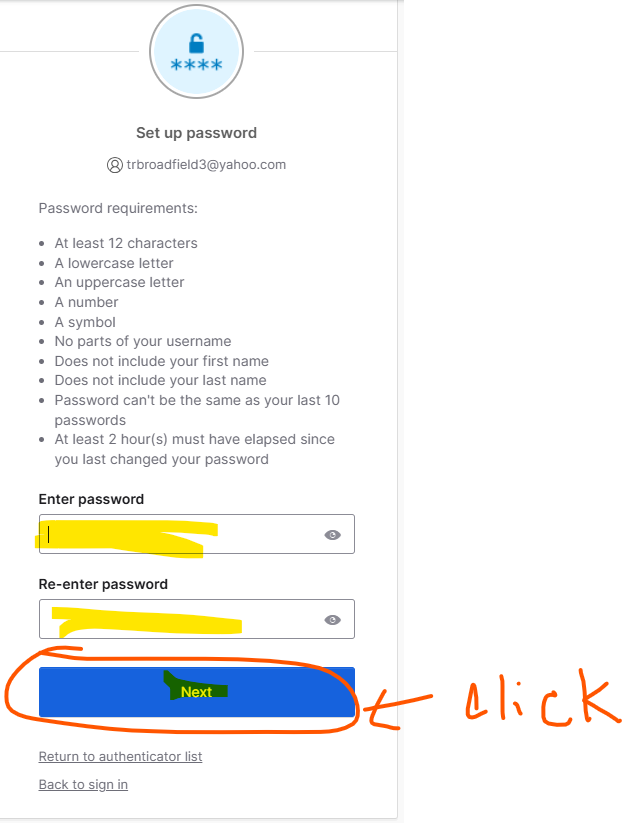 ****
Set up password
trbroadfield3@yahoo.com
Password requirements:
• At least 12 characters
• A lowercase letter
• An uppercase letter
• A number
• A symbol
• No parts of your username
• Does not include your first name
• Does not include your last name
• Password can't be the same as your last 10
passwords
• At least 2 hour(s) must have elapsed since
you last changed your password
Enter password
Re-enter password
Next
click
Return to authenticator list
Back to sign in